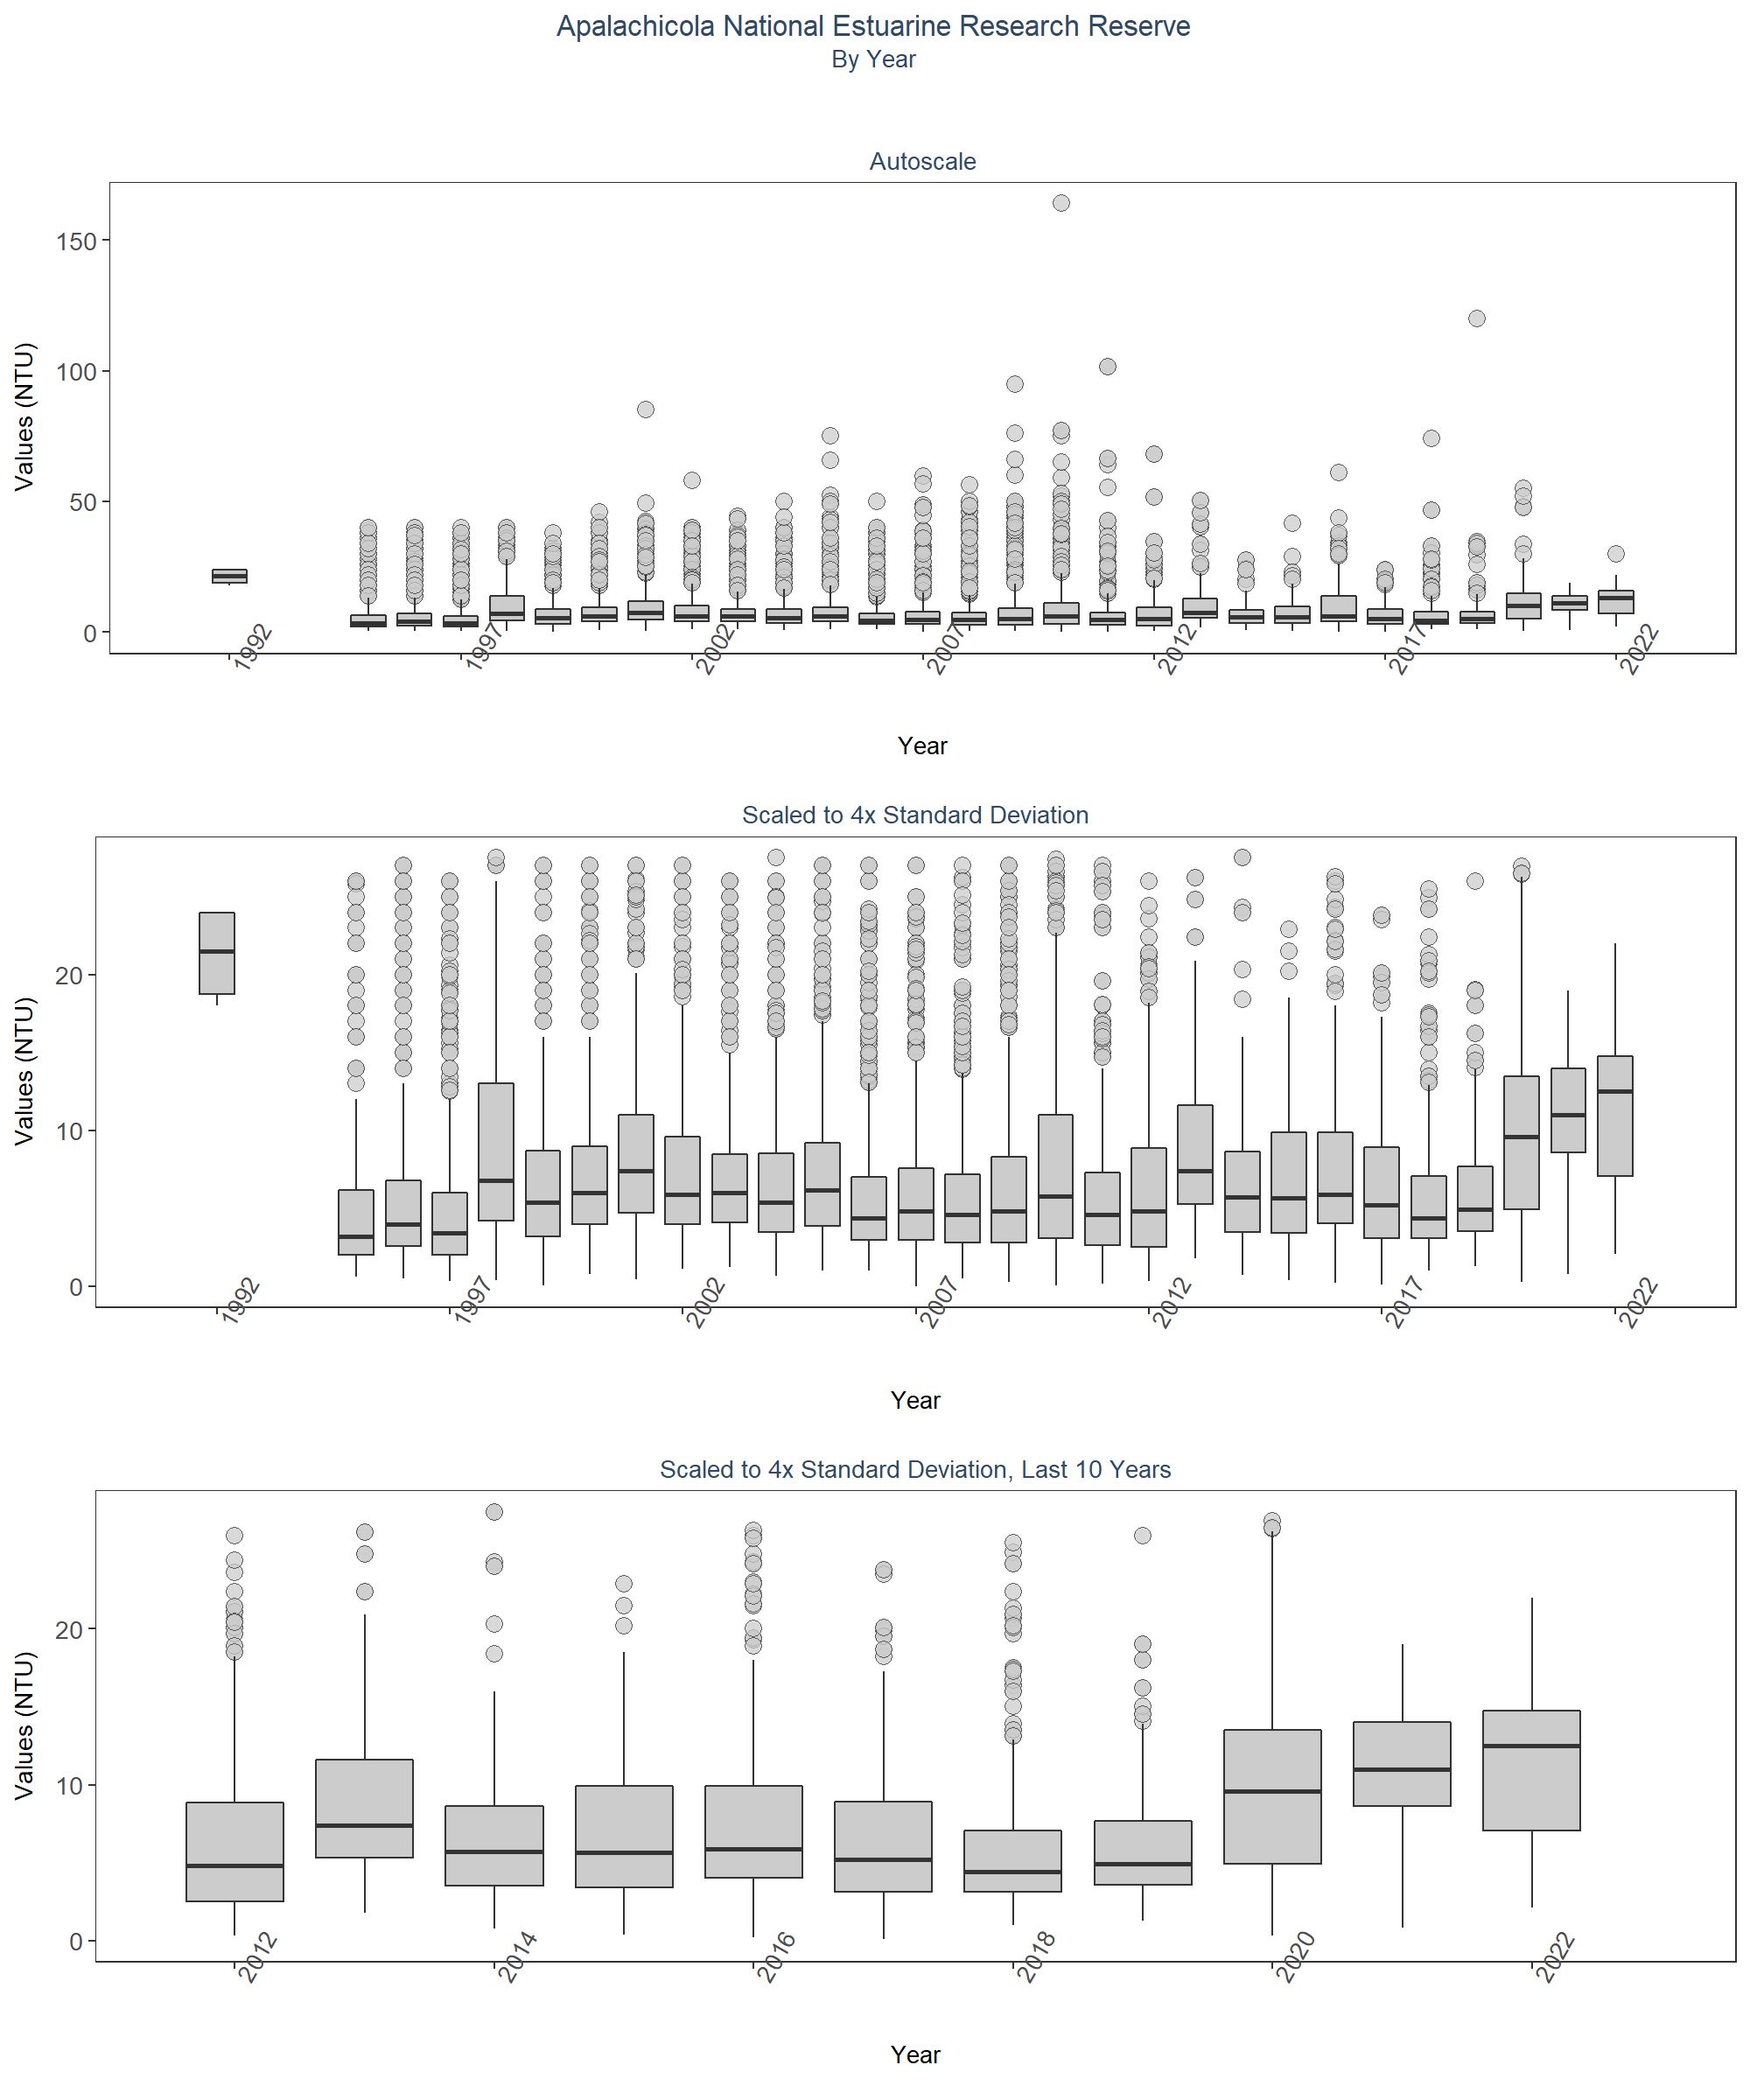 Apalachicola National Estuarine Research Reserve
By Year
Autoscale
Values (NTU)
150
100
50
0
1992 1997 2002 2007 2012 2017 2022
Year
Scaled to 4x Standard Deviation
Values (NTU)
20
10
0
1992 1997 2002 2007 2012 2017 2022
Year
Scaled to 4x Standard Deviation, Last 10 Years
Values (NTU)
20
10
0
2012 2014 2016 2018 2020 2022
Year